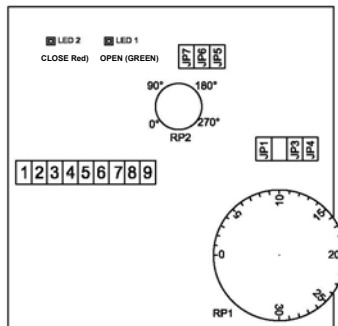 LED 2 LED 1
CLOSE Red) OPEN (GREEN)
JP7 JP6 JP5
90° 180°
0° 270°
RP2
JP1 JP3 JP4
1 2 3 4 5 6 7 8 9
5 10 15
0 20
30 25
RP1